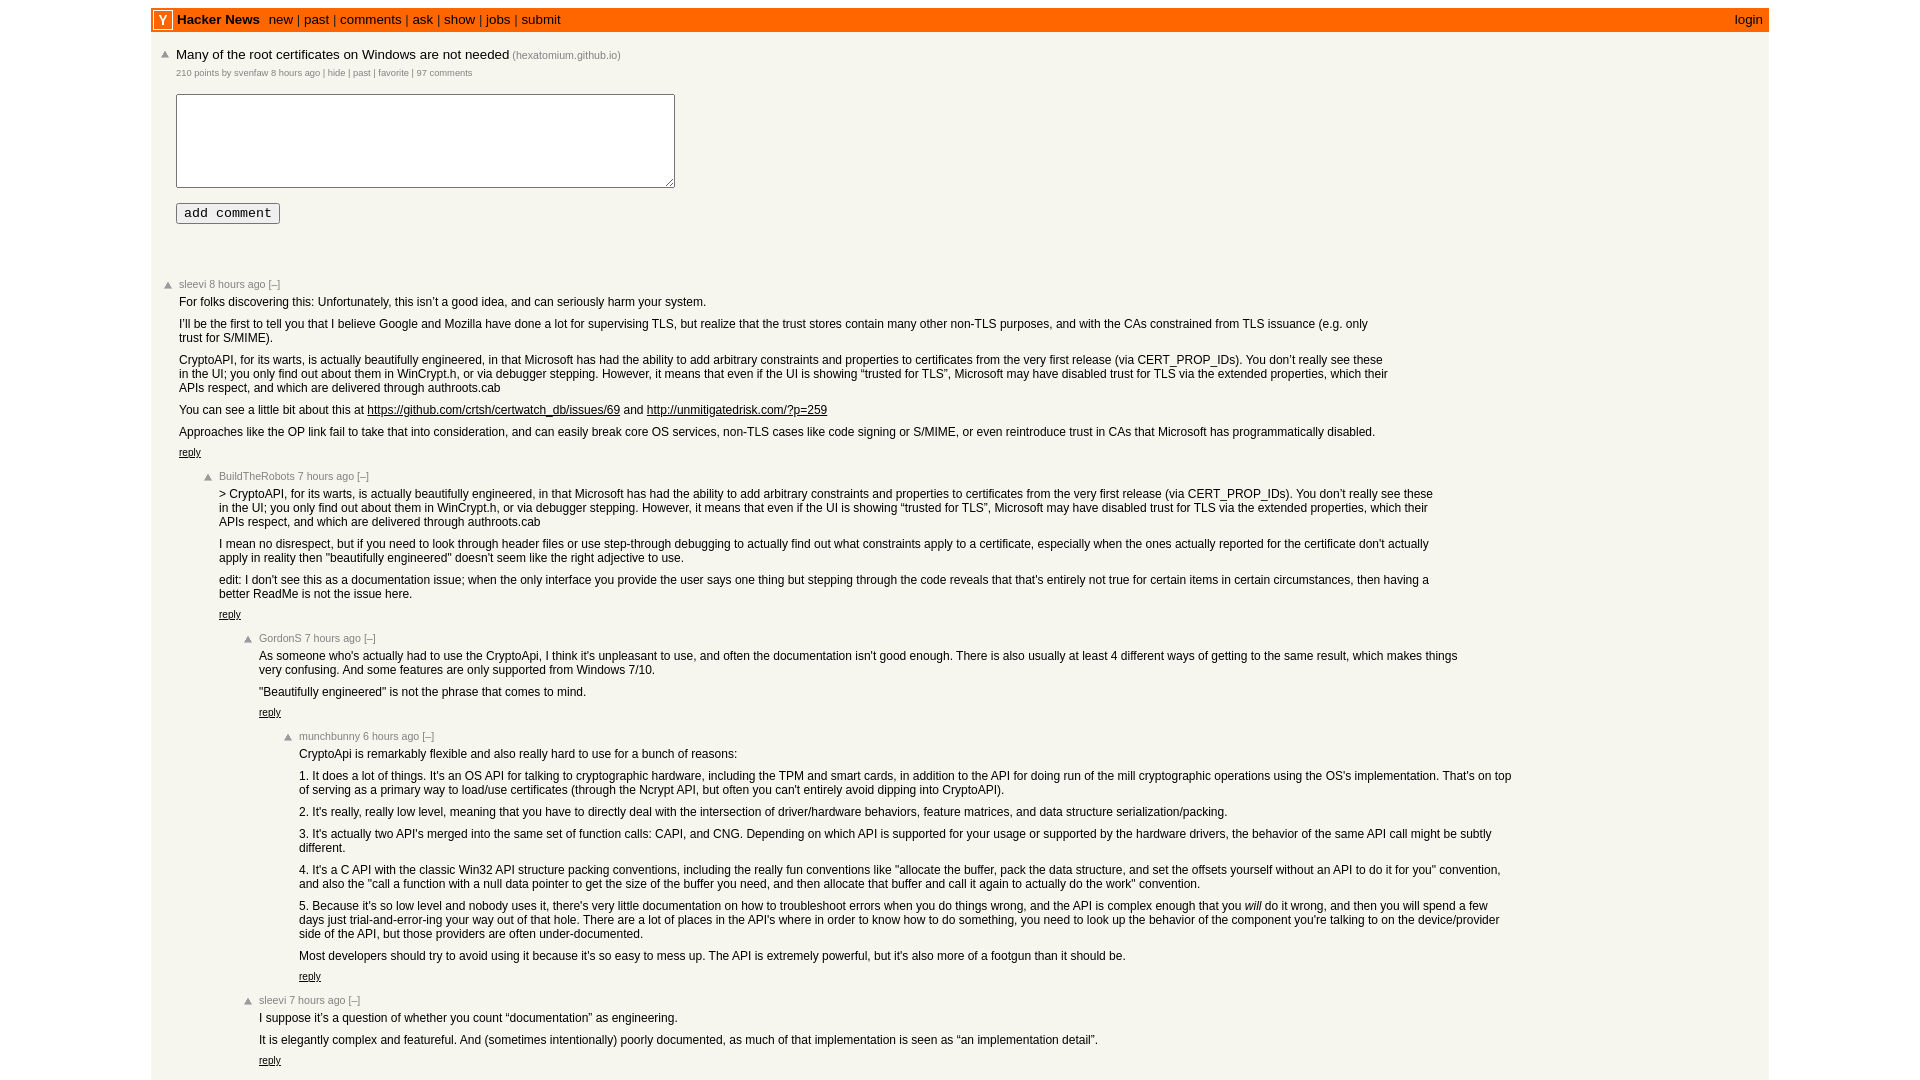 Y Hacker News new | past | comments | ask | show | jobs | submit login
Many of the root certificates on Windows are not needed (hexatomium.github.io)
210 points by svenfaw 8 hours ago | hide | past | favorite | 97 comments
add comment
sleevi 8 hours ago [–]
For folks discovering this: Unfortunately, this isn’t a good idea, and can seriously harm your system.
I’ll be the first to tell you that I believe Google and Mozilla have done a lot for supervising TLS, but realize that the trust stores contain many other non-TLS purposes, and with the CAs constrained from TLS issuance (e.g. only
trust for S/MIME).
CryptoAPI, for its warts, is actually beautifully engineered, in that Microsoft has had the ability to add arbitrary constraints and properties to certificates from the very first release (via CERT_PROP_IDs). You don’t really see these
in the UI; you only find out about them in WinCrypt.h, or via debugger stepping. However, it means that even if the UI is showing “trusted for TLS”, Microsoft may have disabled trust for TLS via the extended properties, which their
APIs respect, and which are delivered through authroots.cab
You can see a little bit about this at https://github.com/crtsh/certwatch_db/issues/69 and http://unmitigatedrisk.com/?p=259
Approaches like the OP link fail to take that into consideration, and can easily break core OS services, non-TLS cases like code signing or S/MIME, or even reintroduce trust in CAs that Microsoft has programmatically disabled.
reply
BuildTheRobots 7 hours ago [–]
> CryptoAPI, for its warts, is actually beautifully engineered, in that Microsoft has had the ability to add arbitrary constraints and properties to certificates from the very first release (via CERT_PROP_IDs). You don’t really see these
in the UI; you only find out about them in WinCrypt.h, or via debugger stepping. However, it means that even if the UI is showing “trusted for TLS”, Microsoft may have disabled trust for TLS via the extended properties, which their
APIs respect, and which are delivered through authroots.cab
I mean no disrespect, but if you need to look through header files or use step-through debugging to actually find out what constraints apply to a certificate, especially when the ones actually reported for the certificate don't actually
apply in reality then "beautifully engineered" doesn't seem like the right adjective to use.
edit: I don't see this as a documentation issue; when the only interface you provide the user says one thing but stepping through the code reveals that that's entirely not true for certain items in certain circumstances, then having a
better ReadMe is not the issue here.
reply
GordonS 7 hours ago [–]
As someone who's actually had to use the CryptoApi, I think it's unpleasant to use, and often the documentation isn't good enough. There is also usually at least 4 different ways of getting to the same result, which makes things
very confusing. And some features are only supported from Windows 7/10.
"Beautifully engineered" is not the phrase that comes to mind.
reply
munchbunny 6 hours ago [–]
CryptoApi is remarkably flexible and also really hard to use for a bunch of reasons:
1. It does a lot of things. It's an OS API for talking to cryptographic hardware, including the TPM and smart cards, in addition to the API for doing run of the mill cryptographic operations using the OS's implementation. That's on top
of serving as a primary way to load/use certificates (through the Ncrypt API, but often you can't entirely avoid dipping into CryptoAPI).
2. It's really, really low level, meaning that you have to directly deal with the intersection of driver/hardware behaviors, feature matrices, and data structure serialization/packing.
3. It's actually two API's merged into the same set of function calls: CAPI, and CNG. Depending on which API is supported for your usage or supported by the hardware drivers, the behavior of the same API call might be subtly
different.
4. It's a C API with the classic Win32 API structure packing conventions, including the really fun conventions like "allocate the buffer, pack the data structure, and set the offsets yourself without an API to do it for you" convention,
and also the "call a function with a null data pointer to get the size of the buffer you need, and then allocate that buffer and call it again to actually do the work" convention.
5. Because it's so low level and nobody uses it, there's very little documentation on how to troubleshoot errors when you do things wrong, and the API is complex enough that you will do it wrong, and then you will spend a few
days just trial-and-error-ing your way out of that hole. There are a lot of places in the API's where in order to know how to do something, you need to look up the behavior of the component you're talking to on the device/provider
side of the API, but those providers are often under-documented.
Most developers should try to avoid using it because it's so easy to mess up. The API is extremely powerful, but it's also more of a footgun than it should be.
reply
sleevi 7 hours ago [–]
I suppose it’s a question of whether you count “documentation” as engineering.
It is elegantly complex and featureful. And (sometimes intentionally) poorly documented, as much of that implementation is seen as “an implementation detail”.
reply